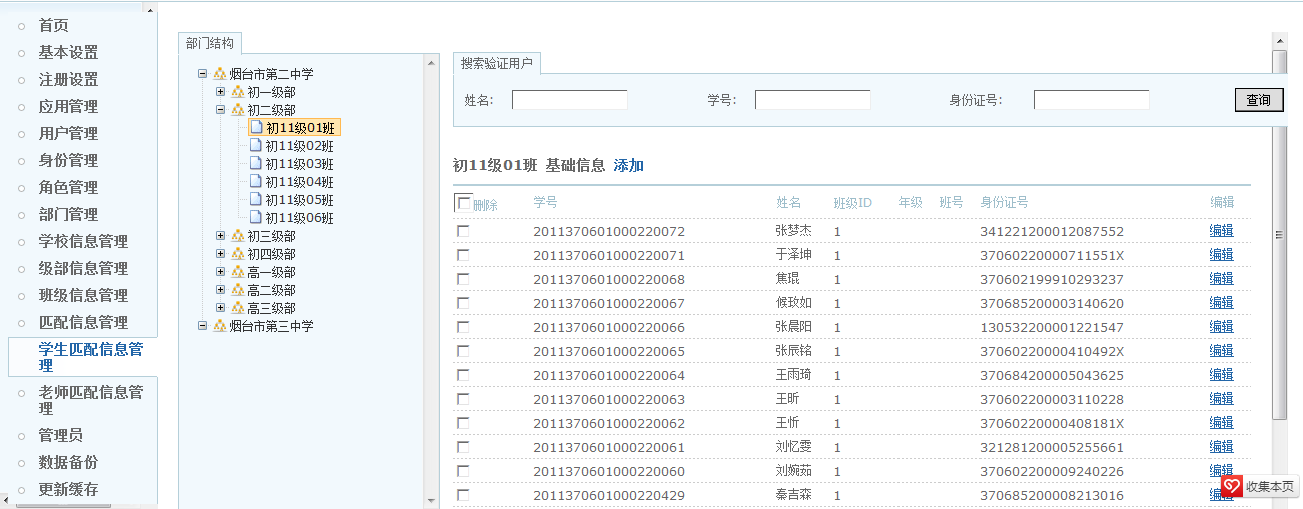 首页
基本设置
注册设置
应用管理
用户管理
身份管理
角色管理
部门管理
学校信息管理
级部信息管理
班级信息管理
匹配信息管理
学生匹配信息管
理
老师匹配信息管
理
管理员
数据备份
更新缓存
部门结构
烟台市第二中学
初一级部
初二级部
初11级01班
初11级02班
初11级03班
初11级04班
初11级05班
初11级06班
初三级部
初四级部
高一级部
高二级部
高三级部
烟台市第三中学
搜索验证用户
姓名: 学号: 身份证号: 查询
初11级01班 基础信息 添加
删除 学号 姓名 班级ID 年级 班号 身份证号 编辑
2011370601000220072 张梦杰 1 341221200012087552 编辑
2011370601000220071 于泽坤 1 37060220000711551X 编辑
2011370601000220068 焦琨 1 370602199910293237 编辑
2011370601000220067 候玫如 1 370685200003140620 编辑
2011370601000220066 张晨阳 1 130532200001221547 编辑
2011370601000220065 张辰铭 1 37060220000410492X 编辑
2011370601000220064 王雨琦 1 370684200005043625 编辑
2011370601000220063 王昕 1 370602200003110228 编辑
2011370601000220062 王忻 1 37060220000408181X 编辑
2011370601000220061 刘忆雯 1 321281200005255661 编辑
2011370601000220060 刘婉茹 1 370602200009240226 编辑
2011370601000220429 秦吉森 1 370685200008213016 编辑
收集本页